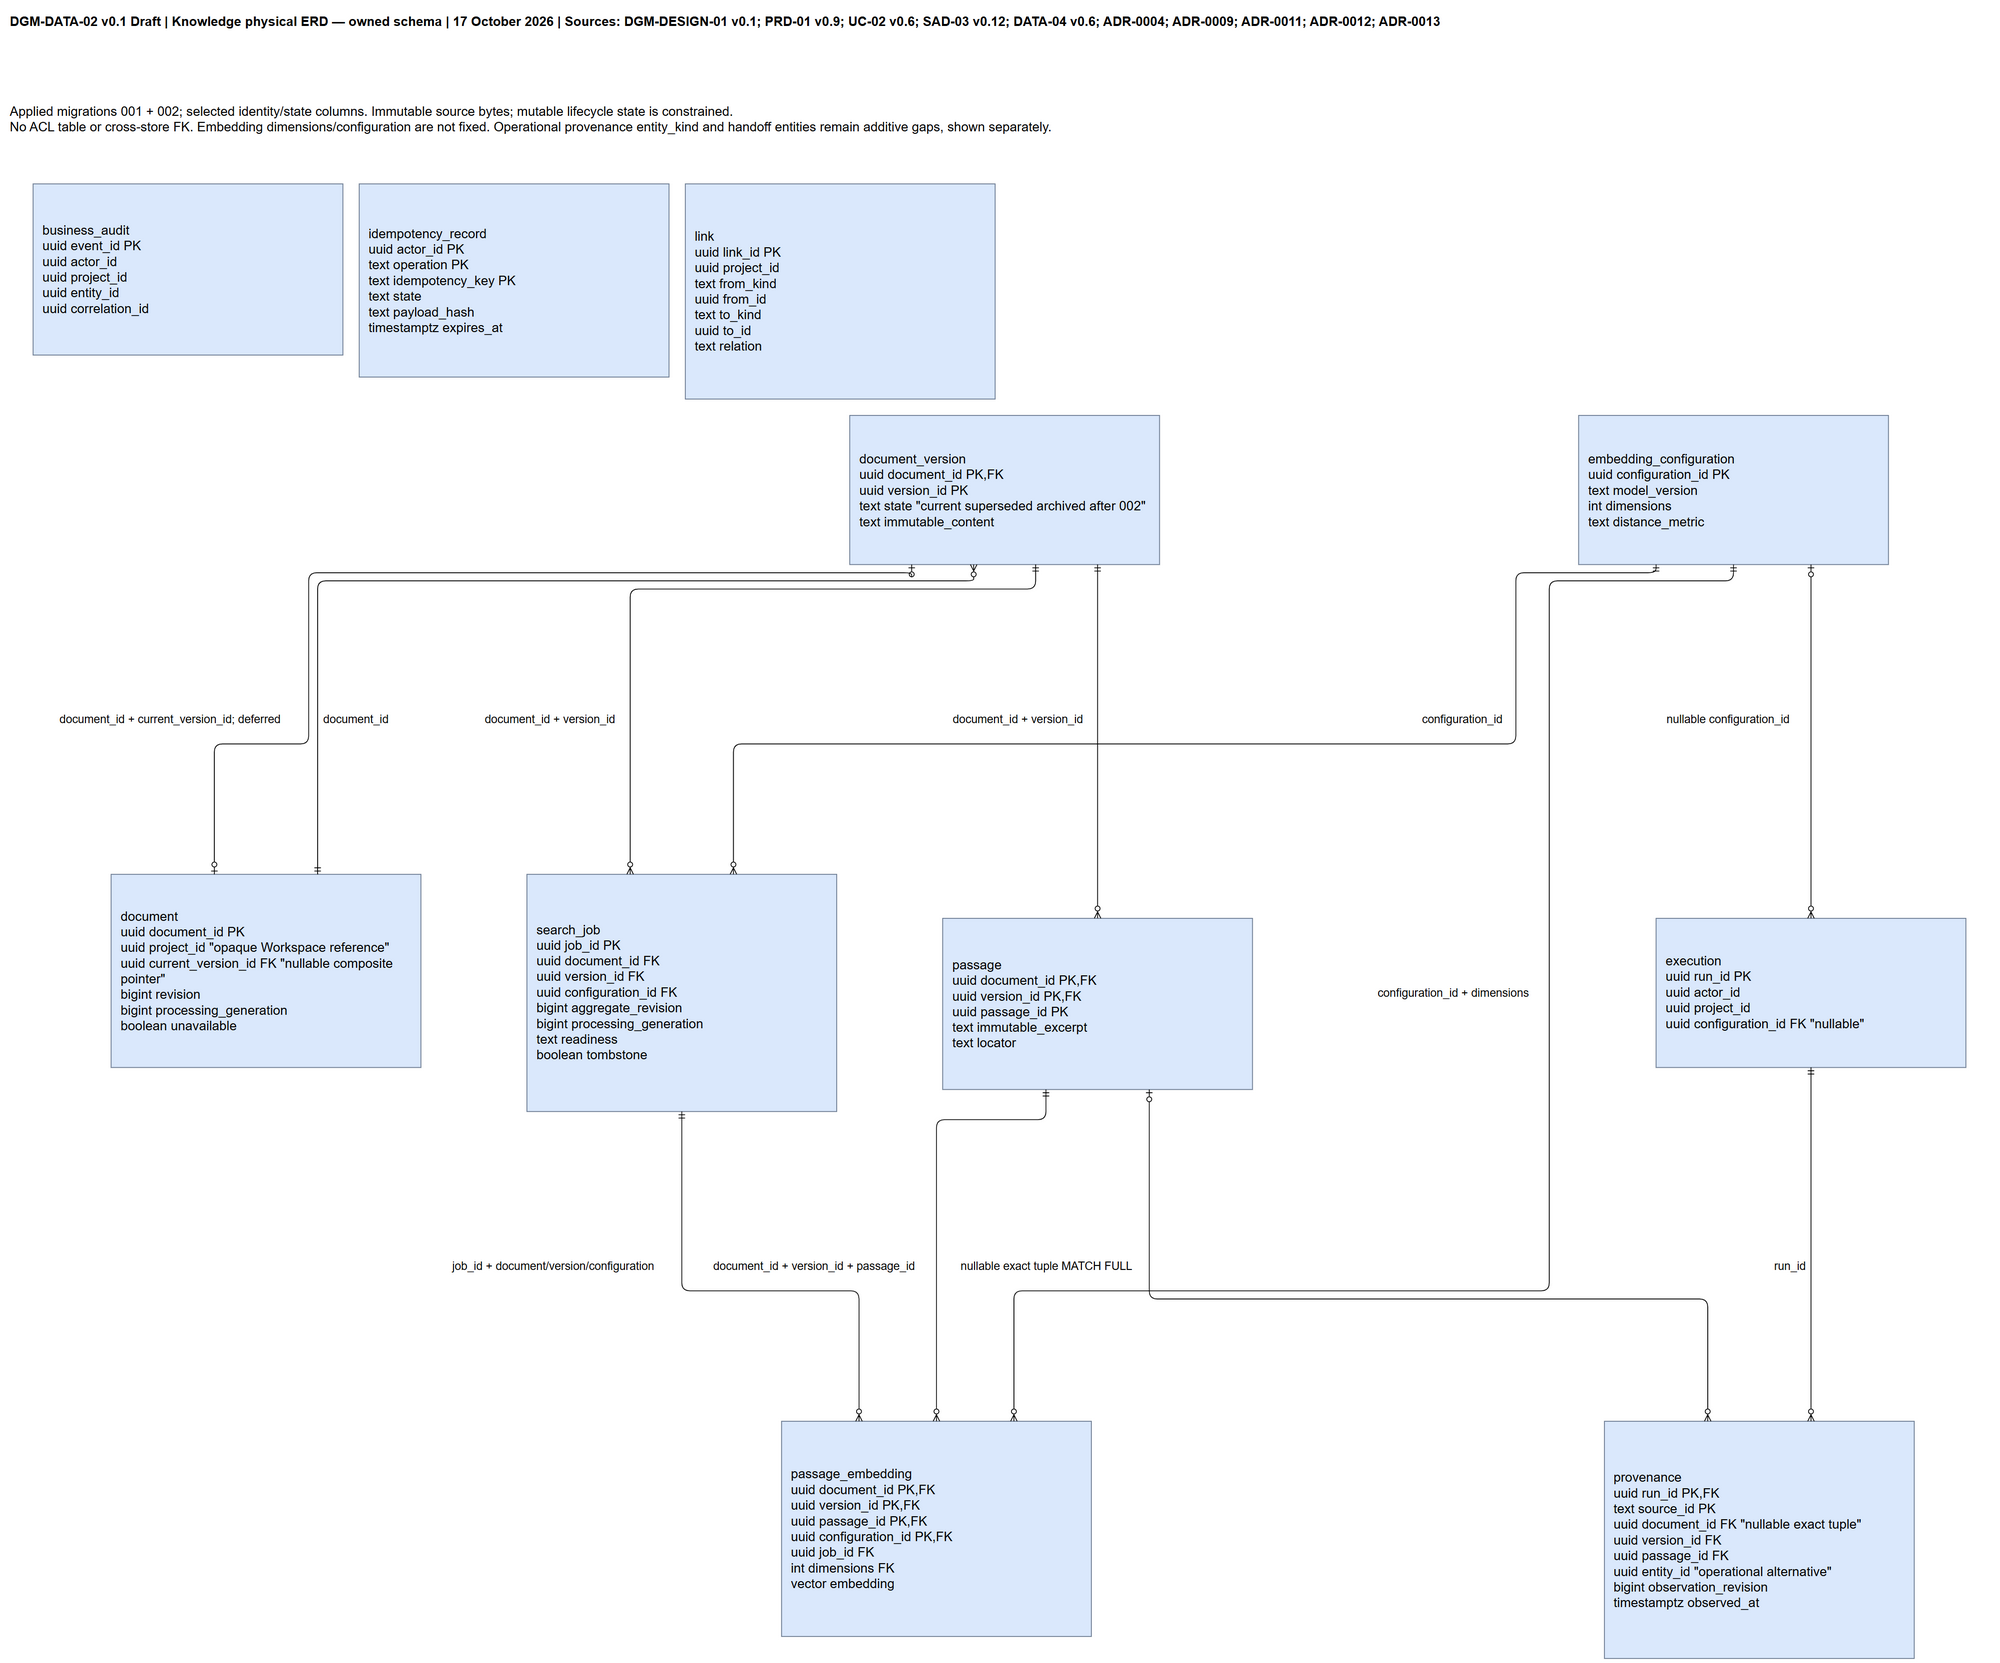 DGM-DATA-02 v0.1 Draft | Knowledge physical ERD — owned schema | 17 October 2026 | Sources: DGM-DESIGN-01 v0.1; PRD-01 v0.9; UC-02 v0.6; SAD-03 v0.12; DATA-04 v0.6; ADR-0004; ADR-0009; ADR-0011; ADR-0012; ADR-0013
Applied migrations 001 + 002; selected identity/state columns. Immutable source bytes; mutable lifecycle state is constrained.
No ACL table or cross-store FK. Embedding dimensions/configuration are not fixed. Operational provenance entity_kind and handoff entities remain additive gaps, shown separately.
business_audit
uuid event_id PK
uuid actor_id
uuid project_id
uuid entity_id
uuid correlation_id
idempotency_record
uuid actor_id PK
text operation PK
text idempotency_key PK
text state
text payload_hash
timestamptz expires_at
link
uuid link_id PK
uuid project_id
text from_kind
uuid from_id
text to_kind
uuid to_id
text relation
document_version
uuid document_id PK,FK
uuid version_id PK
text state "current superseded archived after 002"
text immutable_content
embedding_configuration
uuid configuration_id PK
text model_version
int dimensions
text distance_metric
document_id + current_version_id; deferred
document_id
document_id + version_id
document_id + version_id
configuration_id
nullable configuration_id
document
uuid document_id PK
uuid project_id "opaque Workspace reference"
uuid current_version_id FK "nullable composite
pointer"
bigint revision
bigint processing_generation
boolean unavailable
search_job
uuid job_id PK
uuid document_id FK
uuid version_id FK
uuid configuration_id FK
bigint aggregate_revision
bigint processing_generation
text readiness
boolean tombstone
passage
uuid document_id PK,FK
uuid version_id PK,FK
uuid passage_id PK
text immutable_excerpt
text locator
configuration_id + dimensions
execution
uuid run_id PK
uuid actor_id
uuid project_id
uuid configuration_id FK "nullable"
job_id + document/version/configuration
document_id + version_id + passage_id
nullable exact tuple MATCH FULL
run_id
passage_embedding
uuid document_id PK,FK
uuid version_id PK,FK
uuid passage_id PK,FK
uuid configuration_id PK,FK
uuid job_id FK
int dimensions FK
vector embedding
provenance
uuid run_id PK,FK
text source_id PK
uuid document_id FK "nullable exact tuple"
uuid version_id FK
uuid passage_id FK
uuid entity_id "operational alternative"
bigint observation_revision
timestamptz observed_at